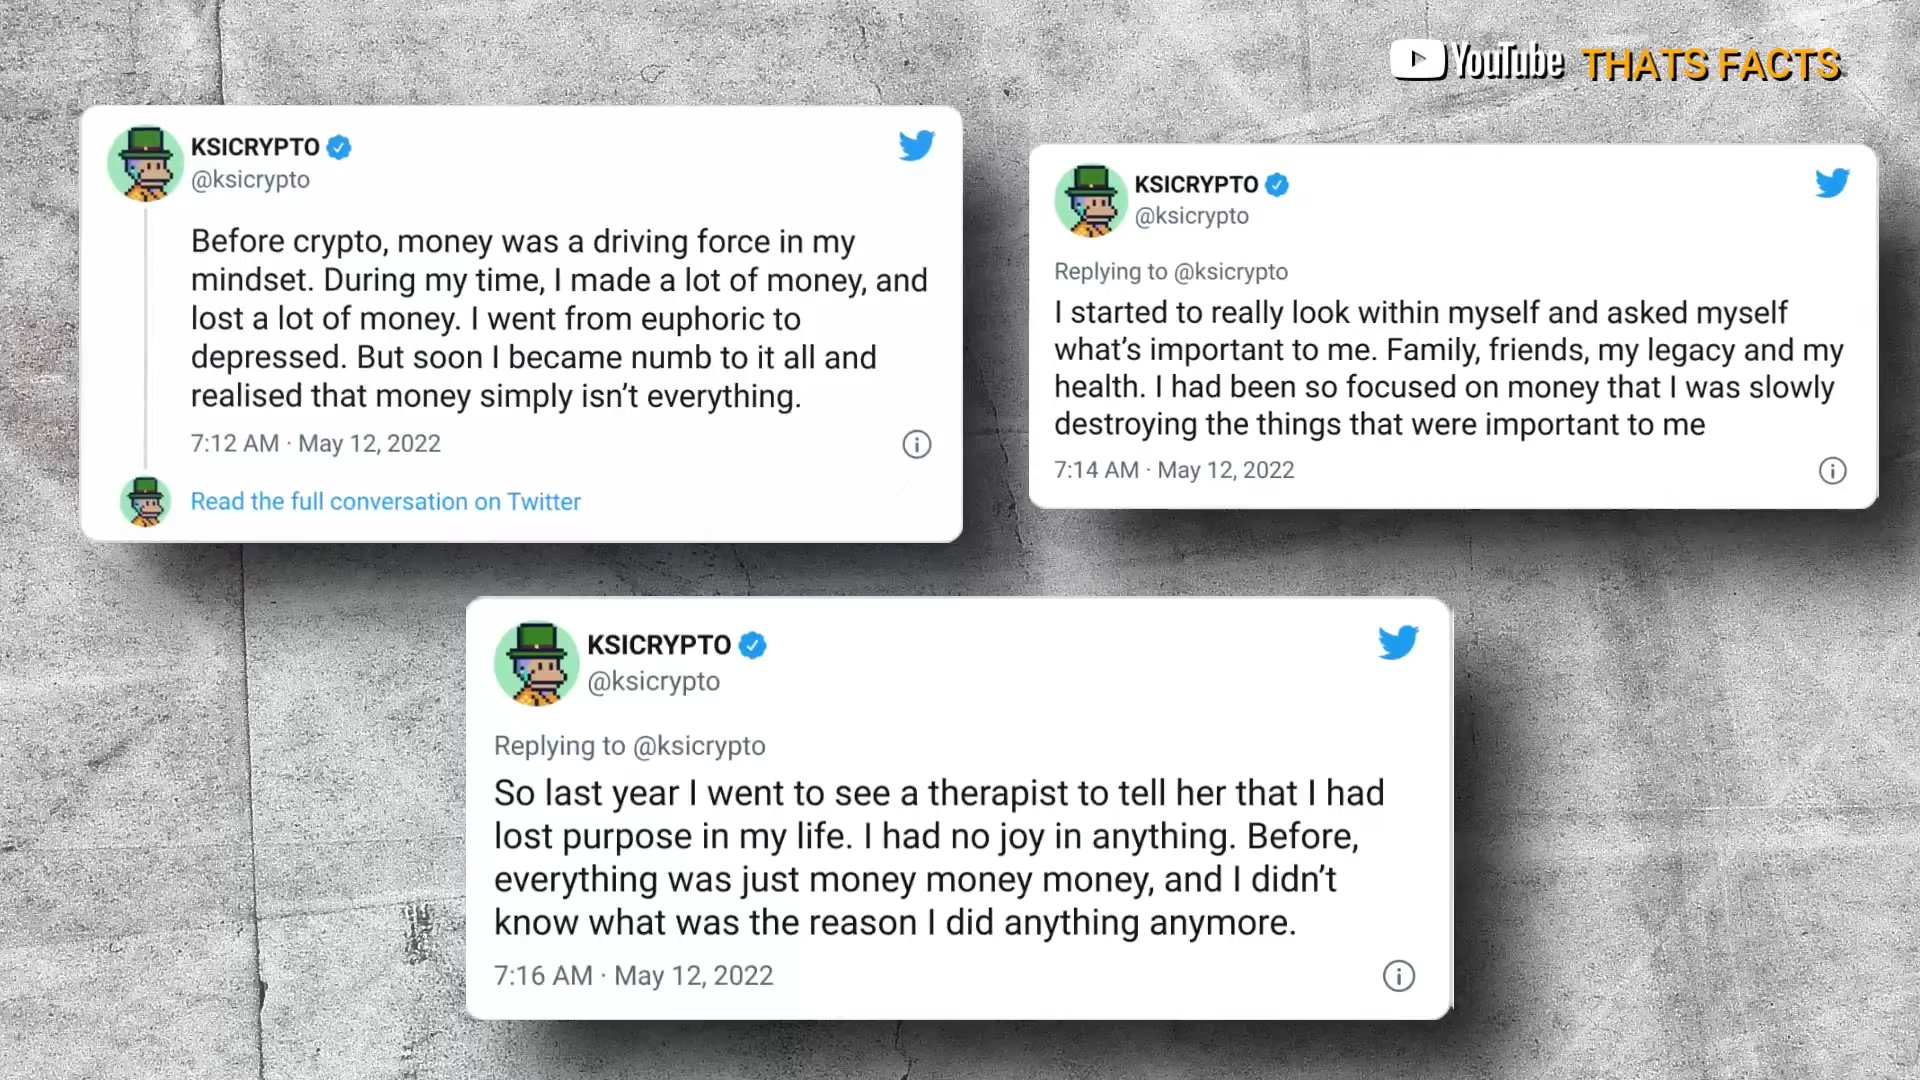 YouTube THATS FACTS
KSICRYPTO
@ksicrypto
Before crypto, money was a driving force in my
mindset. During my time, I made a lot of money, and
lost a lot of money. I went from euphoric to
depressed. But soon I became numb to it all and
realised that money simply isn’t everything.
7:12 AM · May 12, 2022
Read the full conversation on Twitter
KSICRYPTO
@ksicrypto
Replying to @ksicrypto
I started to really look within myself and asked myself
what’s important to me. Family, friends, my legacy and my
health. I had been so focused on money that I was slowly
destroying the things that were important to me
7:14 AM · May 12, 2022
KSICRYPTO
@ksicrypto
Replying to @ksicrypto
So last year I went to see a therapist to tell her that I had
lost purpose in my life. I had no joy in anything. Before,
everything was just money money money, and I didn’t
know what was the reason I did anything anymore.
7:16 AM · May 12, 2022